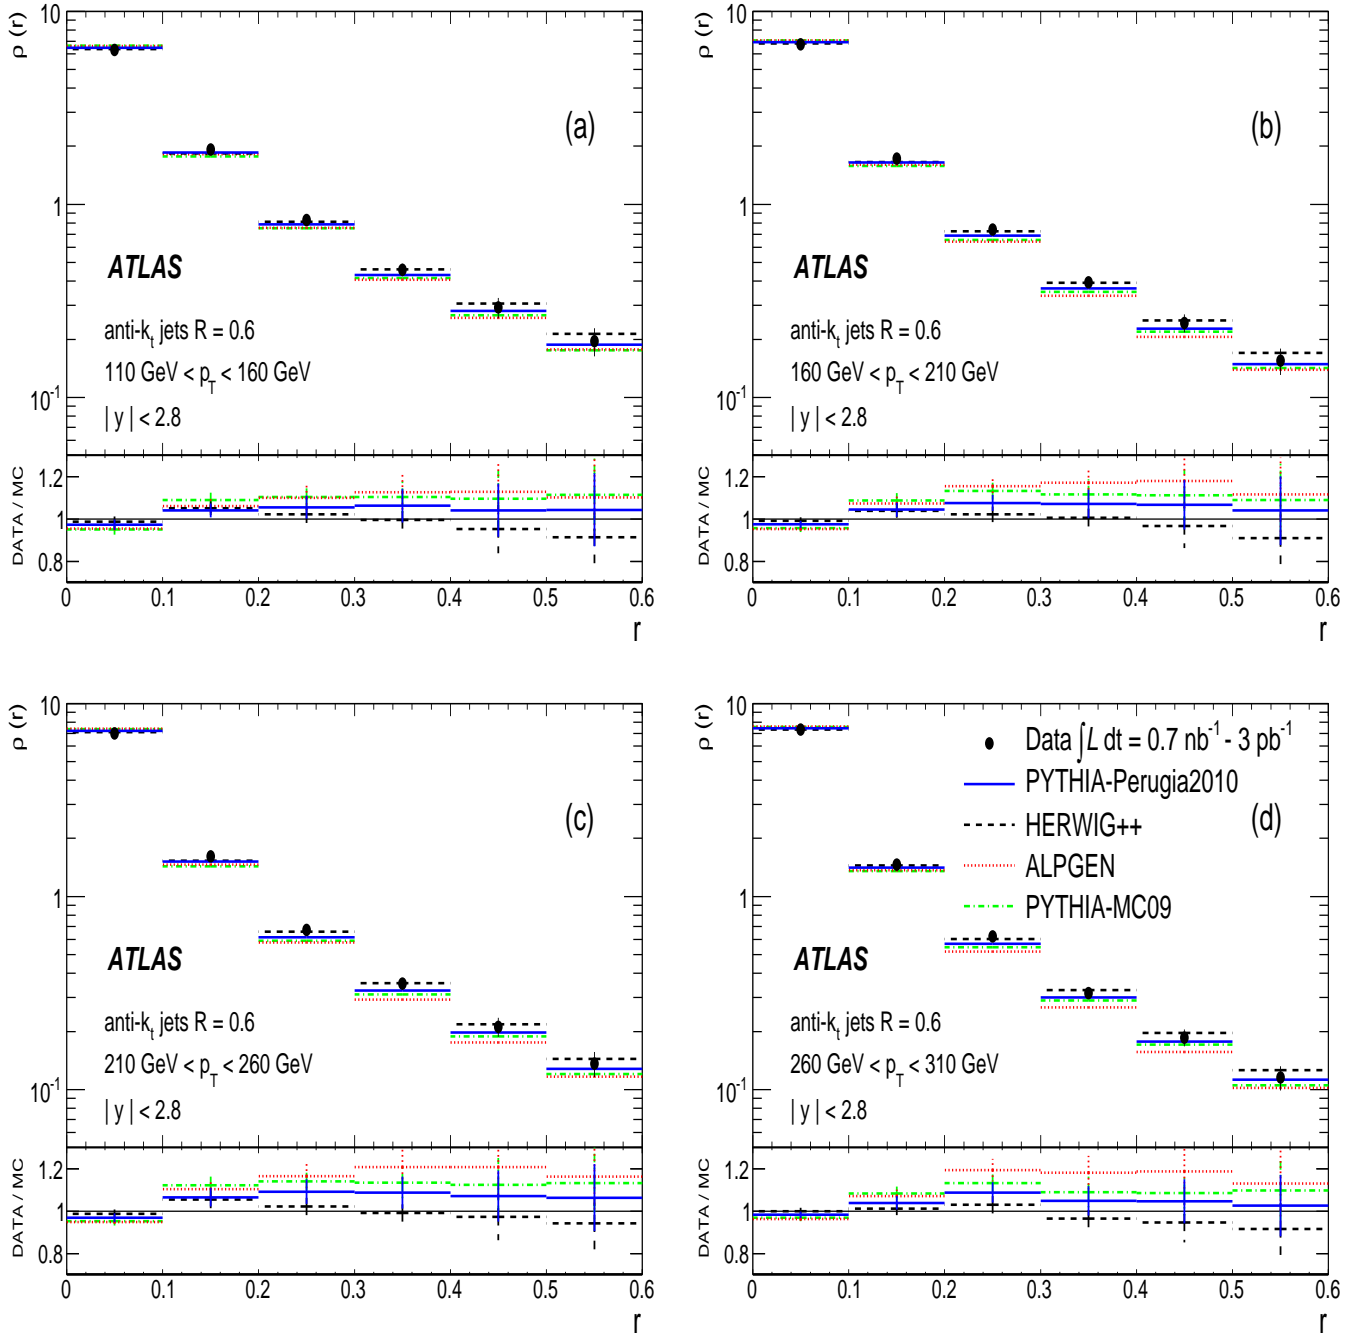 ρ (r)
10
1
10⁻¹
(a)
ATLAS
anti-kₜ jets R = 0.6
110 GeV < p_T < 160 GeV
| y | < 2.8
DATA / MC
1.2
1
0.8
0 0.1 0.2 0.3 0.4 0.5 0.6
r
ρ (r)
10
1
10⁻¹
(b)
ATLAS
anti-kₜ jets R = 0.6
160 GeV < p_T < 210 GeV
| y | < 2.8
DATA / MC
1.2
1
0.8
0 0.1 0.2 0.3 0.4 0.5 0.6
r
ρ (r)
10
1
10⁻¹
(c)
ATLAS
anti-kₜ jets R = 0.6
210 GeV < p_T < 260 GeV
| y | < 2.8
DATA / MC
1.2
1
0.8
0 0.1 0.2 0.3 0.4 0.5 0.6
r
ρ (r)
10
1
10⁻¹
Data ∫L dt = 0.7 nb⁻¹ - 3 pb⁻¹
PYTHIA-Perugia2010
HERWIG++
ALPGEN
PYTHIA-MC09
(d)
ATLAS
anti-kₜ jets R = 0.6
260 GeV < p_T < 310 GeV
| y | < 2.8
DATA / MC
1.2
1
0.8
0 0.1 0.2 0.3 0.4 0.5 0.6
r